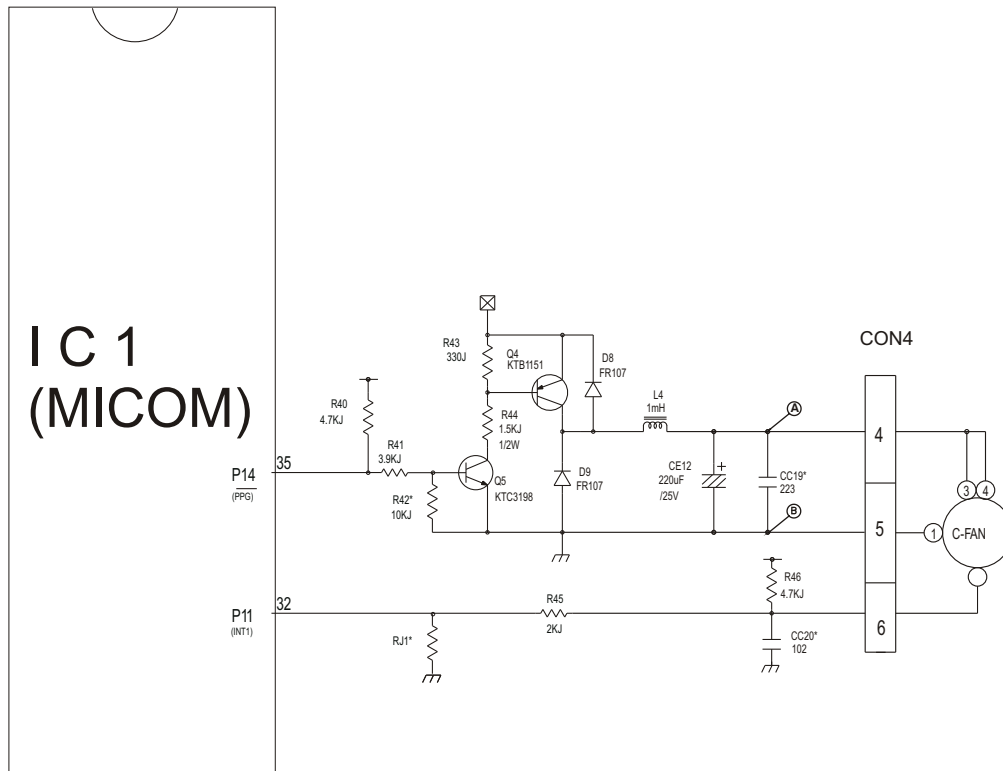 I C 1
(MICOM)
P14
(PPG)
35
P11
(INT1)
32
R40
4.7KJ
R41
3.9KJ
R42*
10KJ
R43
330J
Q4
KTB1151
D8
FR107
R44
1.5KJ
1/2W
Q5
KTC3198
D9
FR107
L4
1mH
CE12
220uF
/25V
+
A
CC19*
223
B
CON4
4
5
6
3
4
1
C-FAN
R46
4.7KJ
R45
2KJ
RJ1*
CC20*
102